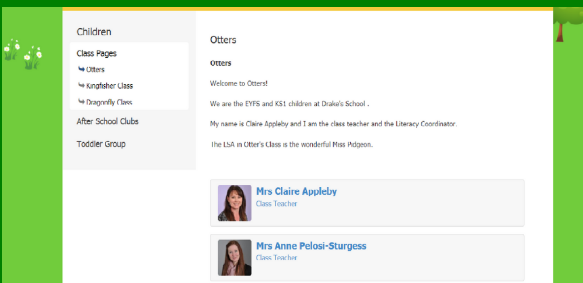 Children
Class Pages
Otters
Kingfisher Class
Dragonfly Class
After School Clubs
Toddler Group
Otters
Otters
Welcome to Otters!
We are the EYFS and KS1 children at Drake's School .
My name is Claire Appleby and I am the class teacher and the Literacy Coordinator.
The LSA in Otter's Class is the wonderful Miss Pidgeon.
Mrs Claire Appleby
Class Teacher
Mrs Anne Pelosi-Sturgess
Class Teacher